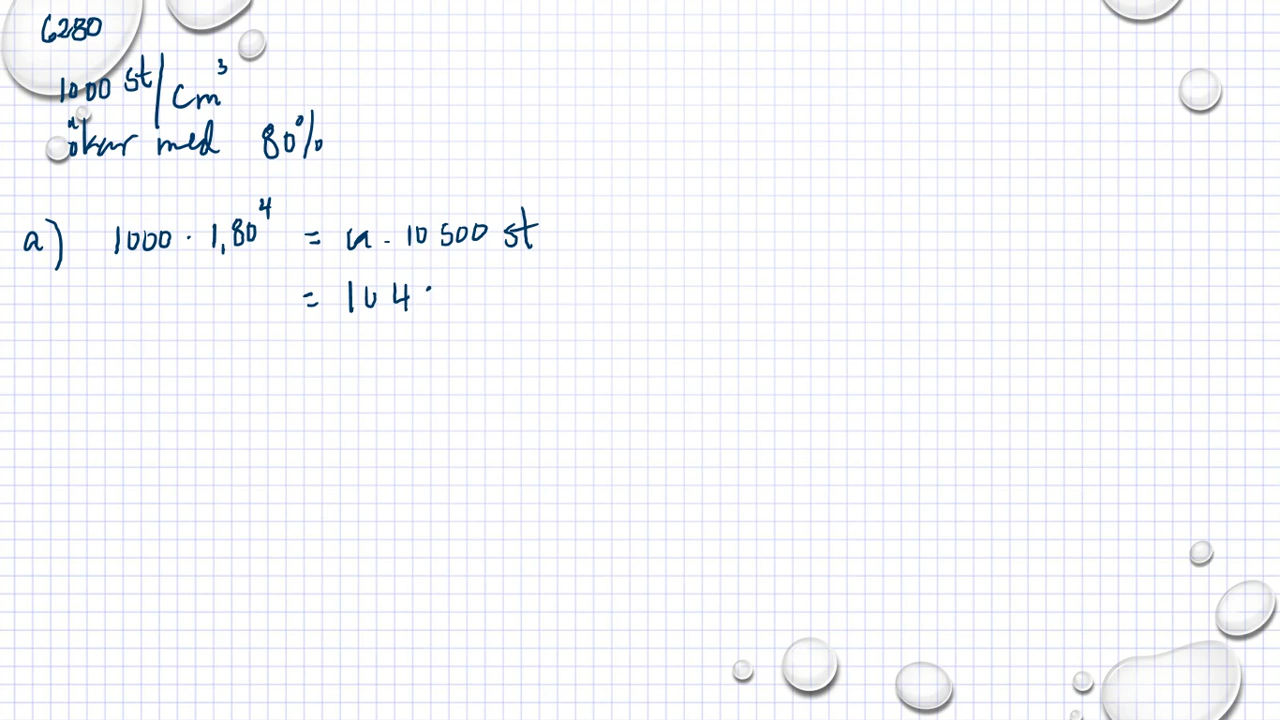 6280
1000 st/cm³
ökar med 80%
a) 1000 · 1,80⁴ = ca. 10 500 st
= 104 ·